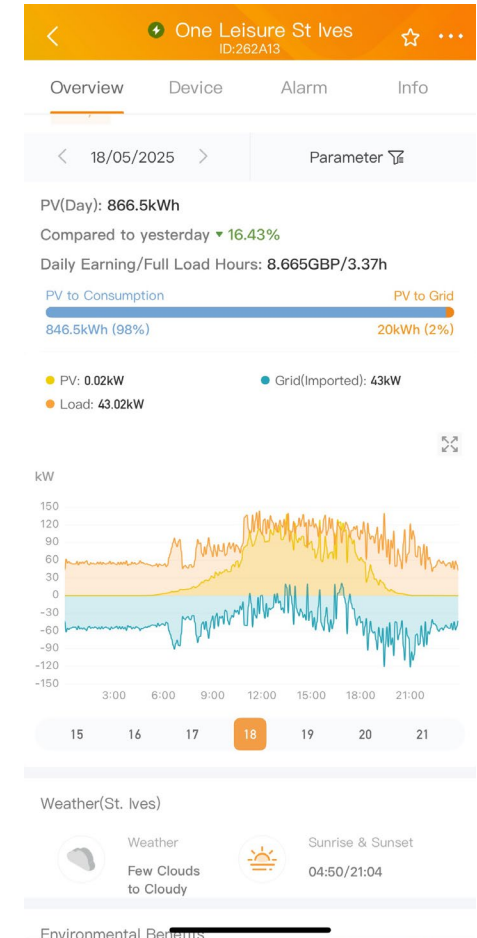 One Leisure St Ives
ID:262A13
Overview Device Alarm Info
18/05/2025 Parameter
PV(Day): 866.5kWh
Compared to yesterday 16.43%
Daily Earning/Full Load Hours: 8.665GBP/3.37h
PV to Consumption PV to Grid
846.5kWh (98%) 20kWh (2%)
PV: 0.02kW Grid(Imported): 43kW
Load: 43.02kW
kW
150
120
90
60
30
0
-30
-60
-90
-120
-150
3:00 6:00 9:00 12:00 15:00 18:00 21:00
15 16 17 18 19 20 21
Weather(St. Ives)
Weather Sunrise & Sunset
Few Clouds 04:50/21:04
to Cloudy
Environmental Benefits